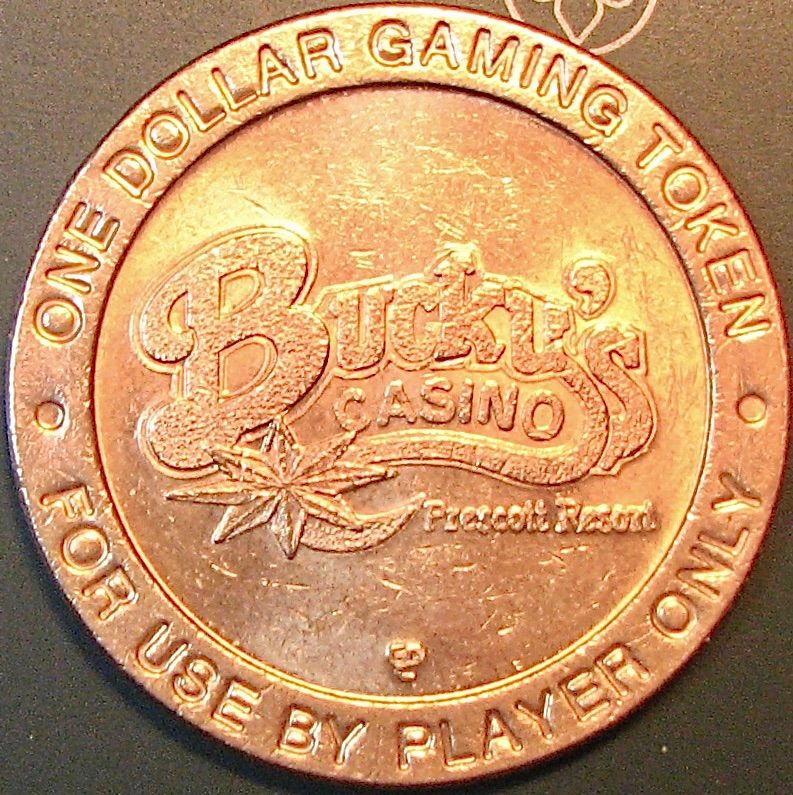 ONE DOLLAR GAMING TOKEN
Bucky's
CASINO
Prescott Resort
FOR USE BY PLAYER ONLY